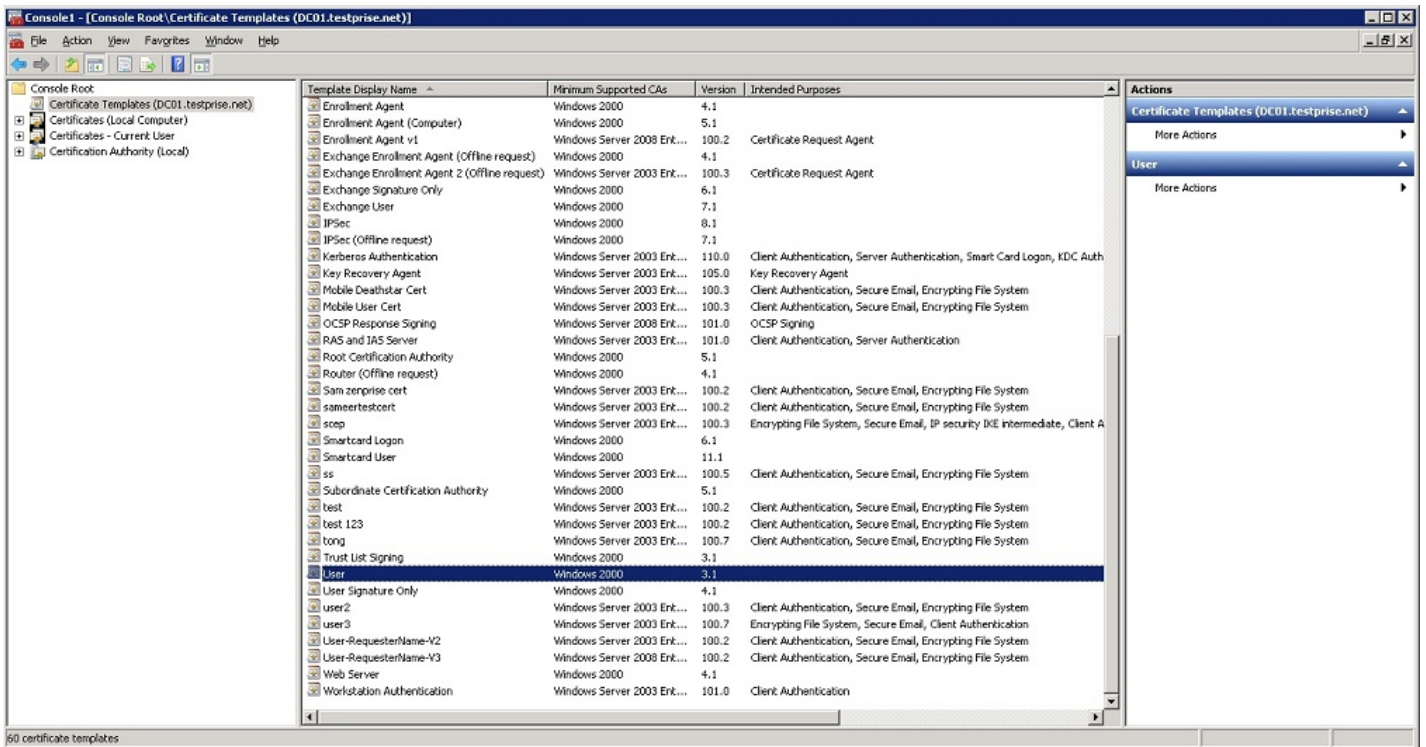 Console1 - [Console Root\Certificate Templates (DC01.testprise.net)]
File Action View Favorites Window Help
Console Root
Certificate Templates (DC01.testprise.net)
Certificates (Local Computer)
Certificates - Current User
Certification Authority (Local)
Template Display Name Minimum Supported CAs Version Intended Purposes
Enrollment Agent Windows 2000 4.1
Enrollment Agent (Computer) Windows 2000 5.1
Enrollment Agent v1 Windows Server 2008 Ent... 100.2 Certificate Request Agent
Exchange Enrollment Agent (Offline request) Windows 2000 4.1
Exchange Enrollment Agent 2 (Offline request) Windows Server 2003 Ent... 100.3 Certificate Request Agent
Exchange Signature Only Windows 2000 6.1
Exchange User Windows 2000 7.1
IPSec Windows 2000 8.1
IPSec (Offline request) Windows 2000 7.1
Kerberos Authentication Windows Server 2003 Ent... 110.0 Client Authentication, Server Authentication, Smart Card Logon, KDC Auth
Key Recovery Agent Windows Server 2003 Ent... 105.0 Key Recovery Agent
Mobile Deathstar Cert Windows Server 2003 Ent... 100.3 Client Authentication, Secure Email, Encrypting File System
Mobile User Cert Windows Server 2003 Ent... 100.3 Client Authentication, Secure Email, Encrypting File System
OCSP Response Signing Windows Server 2008 Ent... 101.0 OCSP Signing
RAS and IAS Server Windows Server 2003 Ent... 101.0 Client Authentication, Server Authentication
Root Certification Authority Windows 2000 5.1
Router (Offline request) Windows 2000 4.1
Sam zenprise cert Windows Server 2003 Ent... 100.2 Client Authentication, Secure Email, Encrypting File System
sameertestcert Windows Server 2003 Ent... 100.2 Client Authentication, Secure Email, Encrypting File System
scep Windows Server 2003 Ent... 100.3 Encrypting File System, Secure Email, IP security IKE intermediate, Client A
Smartcard Logon Windows 2000 6.1
Smartcard User Windows 2000 11.1
ss Windows Server 2003 Ent... 100.5 Client Authentication, Secure Email, Encrypting File System
Subordinate Certification Authority Windows 2000 5.1
test Windows Server 2003 Ent... 100.2 Client Authentication, Secure Email, Encrypting File System
test 123 Windows Server 2003 Ent... 100.2 Client Authentication, Secure Email, Encrypting File System
tong Windows Server 2003 Ent... 100.7 Client Authentication, Secure Email, Encrypting File System
Trust List Signing Windows 2000 3.1
User Windows 2000 3.1
User Signature Only Windows 2000 4.1
user2 Windows Server 2003 Ent... 100.3 Client Authentication, Secure Email, Encrypting File System
user3 Windows Server 2003 Ent... 100.7 Encrypting File System, Secure Email, Client Authentication
User-RequesterName-V2 Windows Server 2003 Ent... 100.2 Client Authentication, Secure Email, Encrypting File System
User-RequesterName-V3 Windows Server 2008 Ent... 100.2 Client Authentication, Secure Email, Encrypting File System
Web Server Windows 2000 4.1
Workstation Authentication Windows Server 2003 Ent... 101.0 Client Authentication
Actions
Certificate Templates (DC01.testprise.net)
More Actions
User
More Actions
60 certificate templates